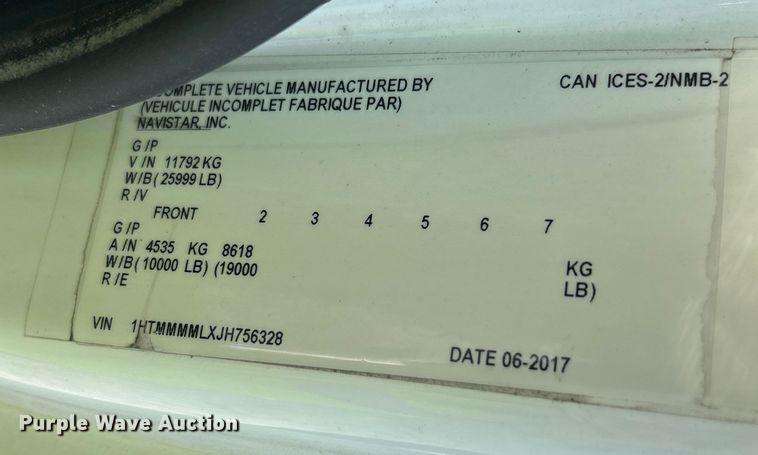 COMPLETE VEHICLE MANUFACTURED BY
(VEHICULE INCOMPLET FABRIQUE PAR)
NAVISTAR, INC.
CAN ICES-2/NMB-2
G /P
V /N 11792 KG
W/B( 25999 LB)
R /V
FRONT 2 3 4 5 6 7
G /P
A /N 4535 KG 8618 KG
W/B( 10000 LB) (19000 LB)
R /E
VIN 1HTMMMMLXJH756328
DATE 06-2017
Purple Wave Auction